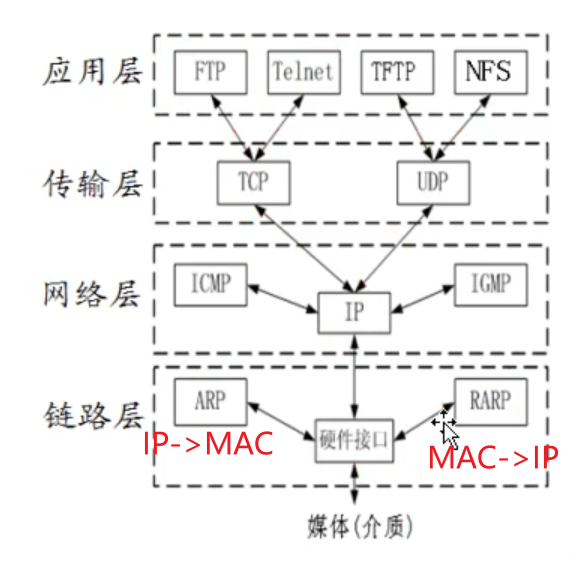 应用层
FTP
Telnet
TFTP
NFS
传输层
TCP
UDP
网络层
ICMP
IP
IGMP
链路层
ARP
硬件接口
RARP
IP->MAC
MAC->IP
媒体(介质)